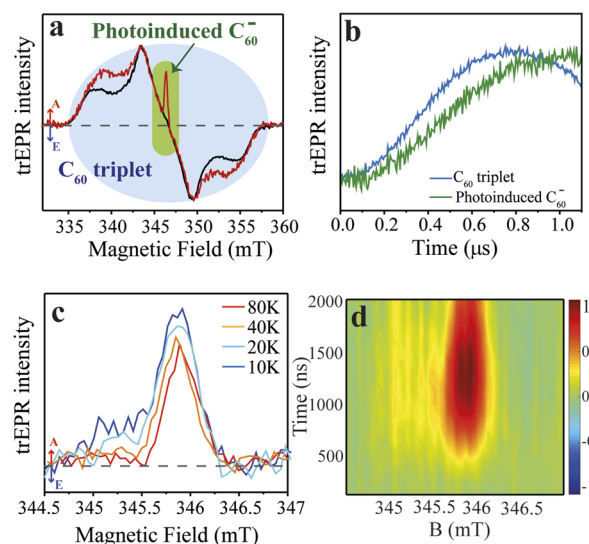 a
Photoinduced C60⁻
trEPR intensity
A
E
C60 triplet
335 340 345 350 355 360
Magnetic Field (mT)
b
trEPR intensity
C60 triplet
Photoinduced C60⁻
0.0 0.2 0.4 0.6 0.8 1.0
Time (μs)
c
80K
40K
20K
10K
trEPR intensity
A
E
344.5 345 345.5 346 346.5 347
Magnetic Field (mT)
d
2000
1500
1000
500
Time (ns)
345 345.5 346 346.5
B (mT)
1
0
0
-0
-1